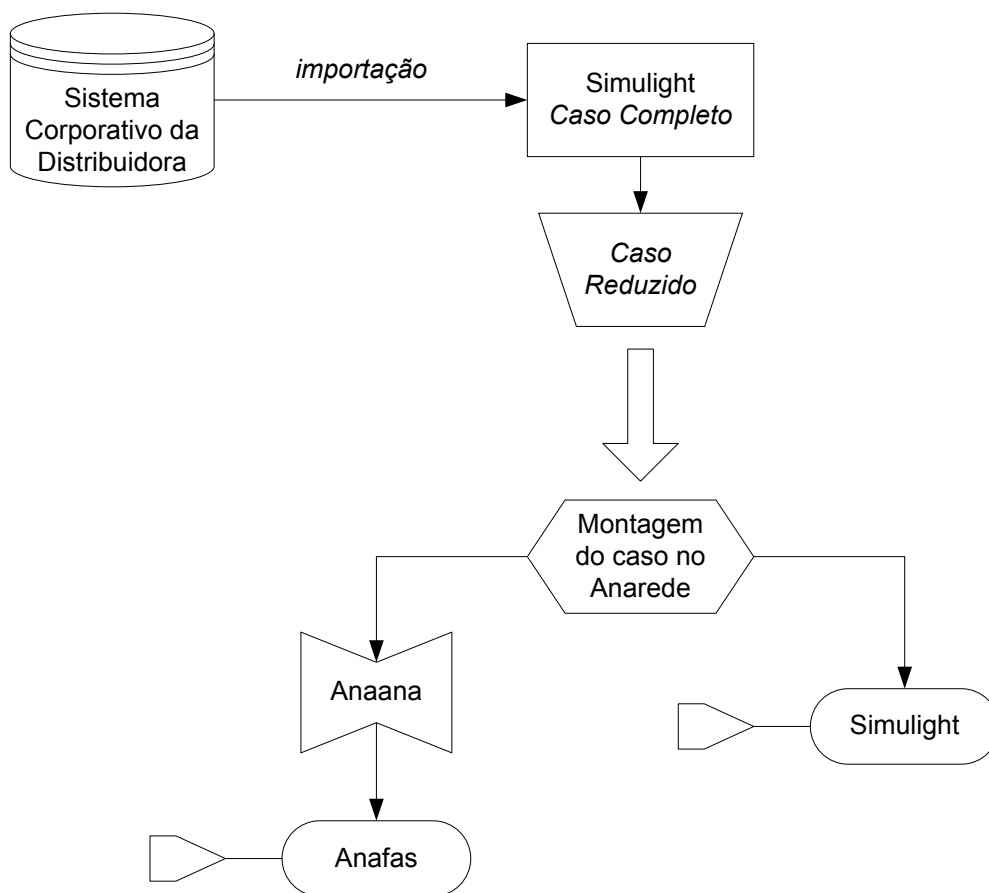 Sistema
Corporativo da
Distribuidora
importação
Simulight
Caso Completo
Caso
Reduzido
Montagem
do caso no
Anarede
Anaana
Simulight
Anafas